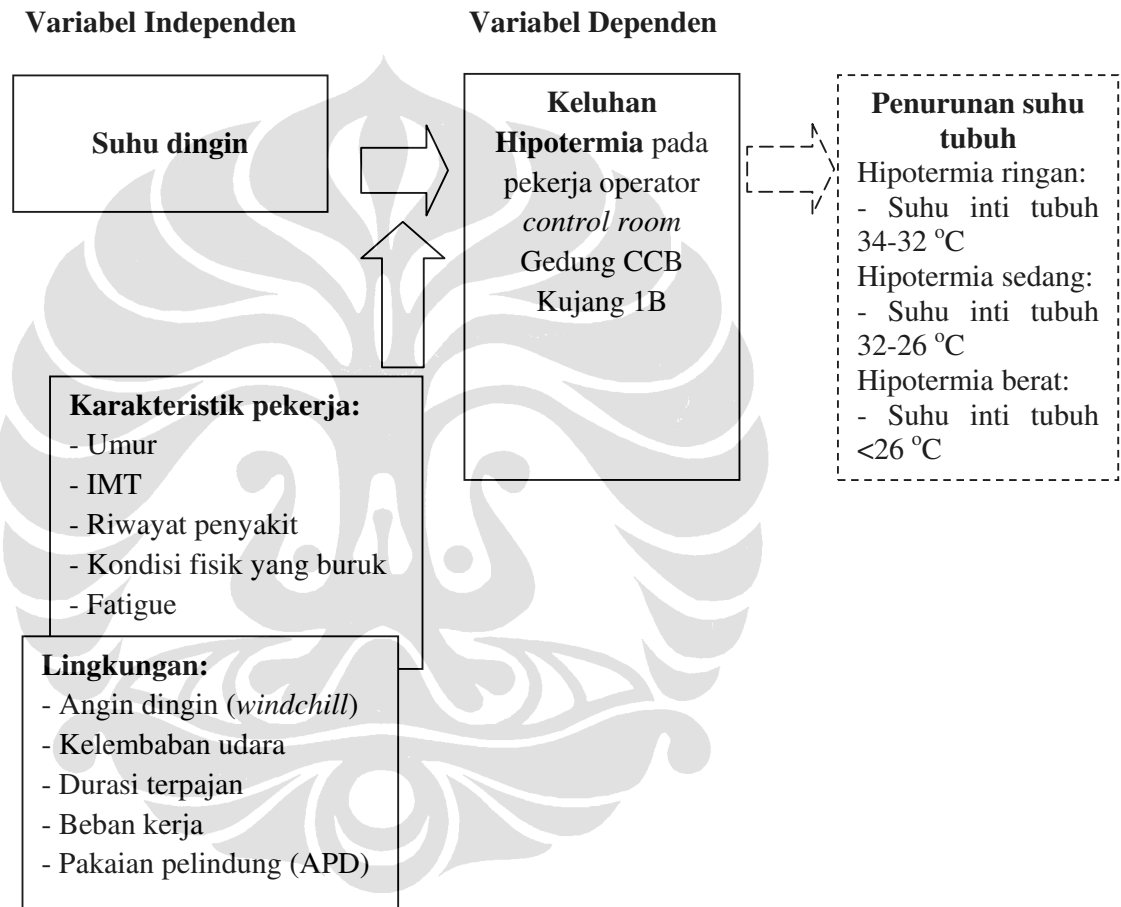 Variabel Independen
Variabel Dependen
Suhu dingin
Keluhan
Hipotermia pada
pekerja operator
control room
Gedung CCB
Kujang 1B
Penurunan suhu
tubuh
Hipotermia ringan:
- Suhu inti tubuh
34-32 °C
Hipotermia sedang:
- Suhu inti tubuh
32-26 °C
Hipotermia berat:
- Suhu inti tubuh
<26 °C
Karakteristik pekerja:
- Umur
- IMT
- Riwayat penyakit
- Kondisi fisik yang buruk
- Fatigue
Lingkungan:
- Angin dingin (windchill)
- Kelembaban udara
- Durasi terpajan
- Beban kerja
- Pakaian pelindung (APD)